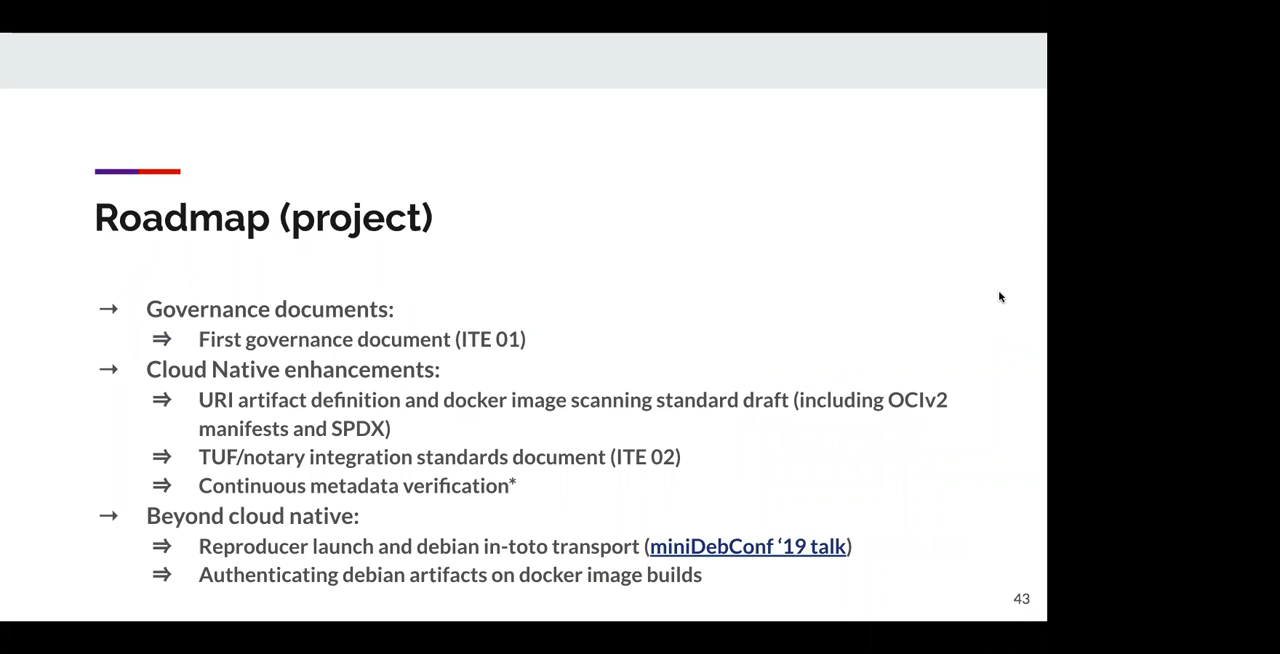 Roadmap (project)
→ Governance documents:
⇒ First governance document (ITE 01)
→ Cloud Native enhancements:
⇒ URI artifact definition and docker image scanning standard draft (including OCIv2
manifests and SPDX)
⇒ TUF/notary integration standards document (ITE 02)
⇒ Continuous metadata verification*
→ Beyond cloud native:
⇒ Reproducer launch and debian in-toto transport (miniDebConf ‘19 talk)
⇒ Authenticating debian artifacts on docker image builds
43